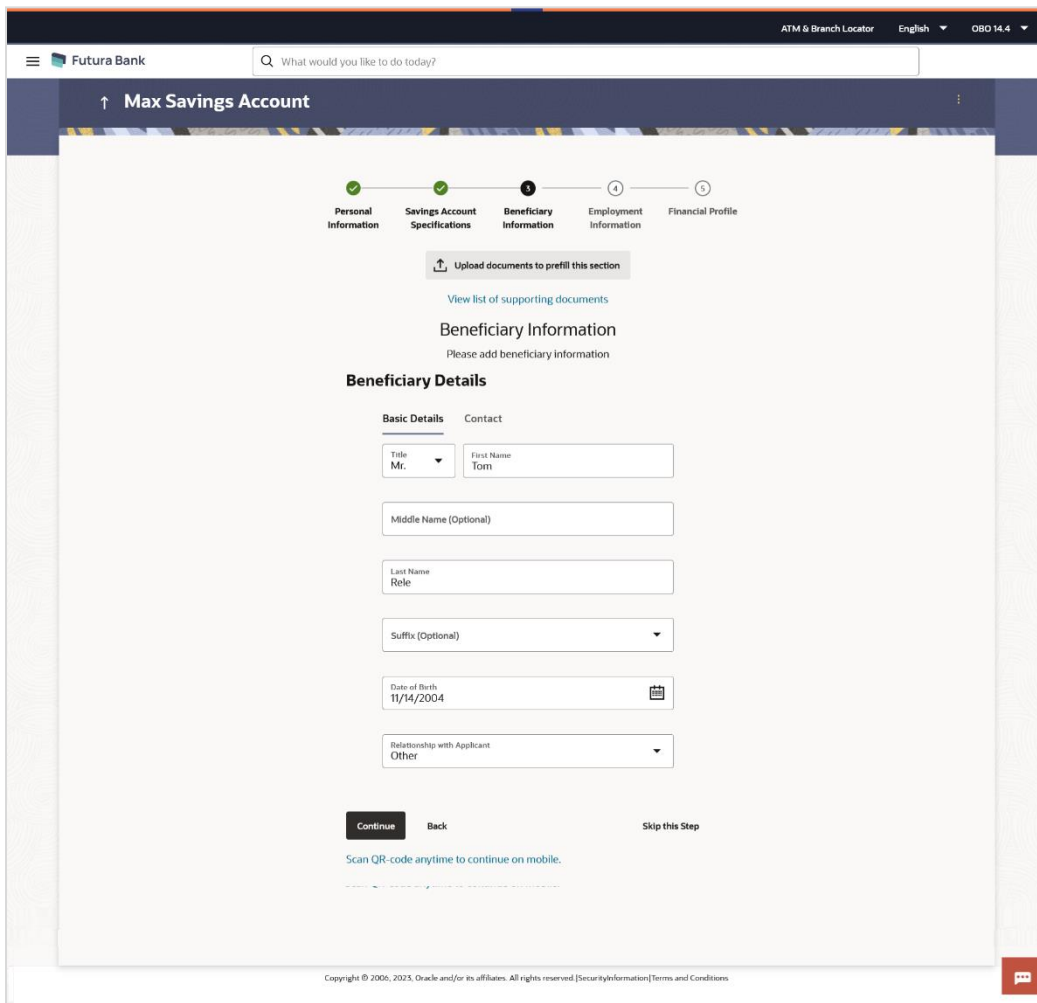 ATM & Branch Locator English OBO 14.4
Futura Bank What would you like to do today?
Max Savings Account
3 4 5
Personal Information Savings Account Specifications Beneficiary Information Employment Information Financial Profile
Upload documents to prefill this section
View list of supporting documents
Beneficiary Information
Please add beneficiary information
Beneficiary Details
Basic Details Contact
Title First Name
Mr. Tom
Middle Name (Optional)
Last Name
Rele
Suffix (Optional)
Date of Birth
11/14/2004
Relationship with Applicant
Other
Continue Back Skip this Step
Scan QR-code anytime to continue on mobile.
Copyright © 2006, 2023, Oracle and/or its affiliates. All rights reserved.|SecurityInformation|Terms and Conditions